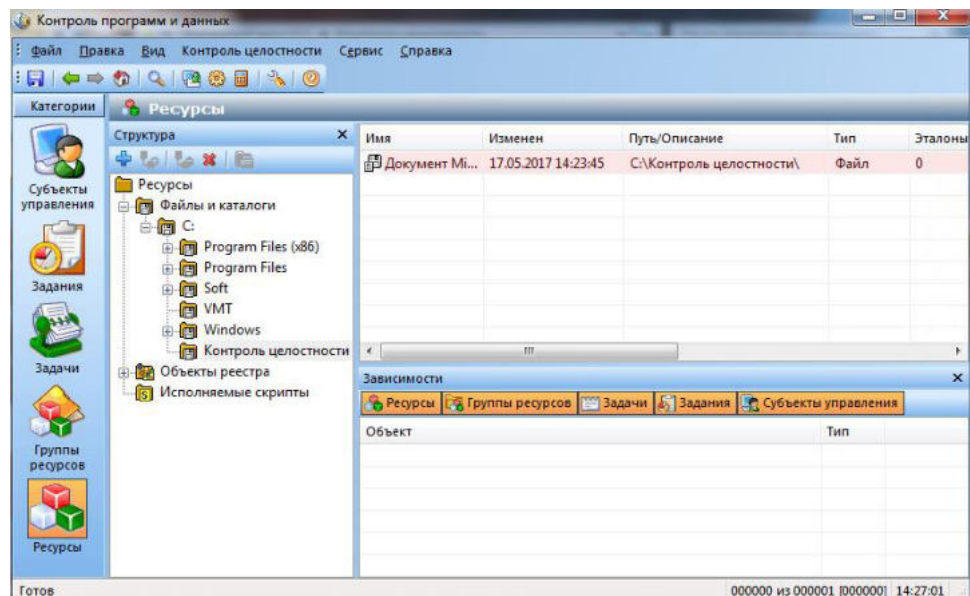 Контроль программ и данных
Файл Правка Вид Контроль целостности Сервис Справка
Категории
Ресурсы
Субъекты управления
Задания
Задачи
Группы ресурсов
Ресурсы
Структура
Ресурсы
Файлы и каталоги
C:
Program Files (x86)
Program Files
Soft
VMT
Windows
Контроль целостности
Объекты реестра
Исполняемые скрипты
Имя Изменен Путь/Описание Тип Эталоны
Документ Mi... 17.05.2017 14:23:45 C:\Контроль целостности\ Файл 0
Зависимости
Ресурсы Группы ресурсов Задачи Задания Субъекты управления
Объект Тип
Готов 000000 из 000001 [000000] 14:27:01